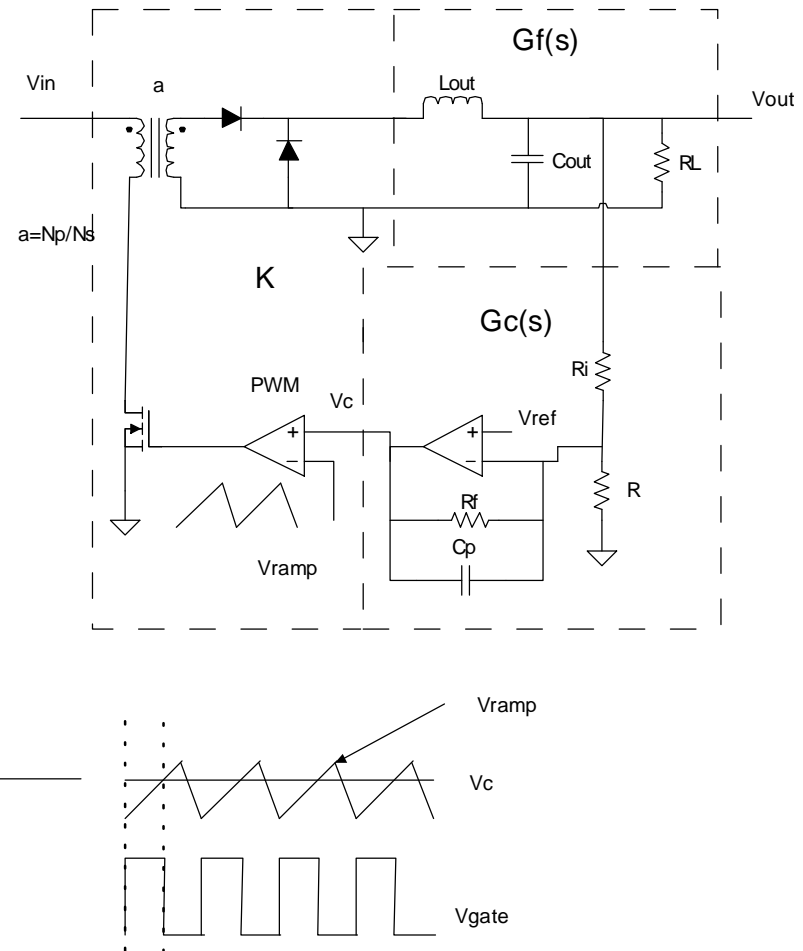 Gf(s)
Vin
a
Lout
Vout
Cout
RL
a=Np/Ns
K
Gc(s)
Ri
PWM
Vc
Vref
+
+
−
−
R
Rf
Cp
Vramp
Vramp
Vc
Vgate